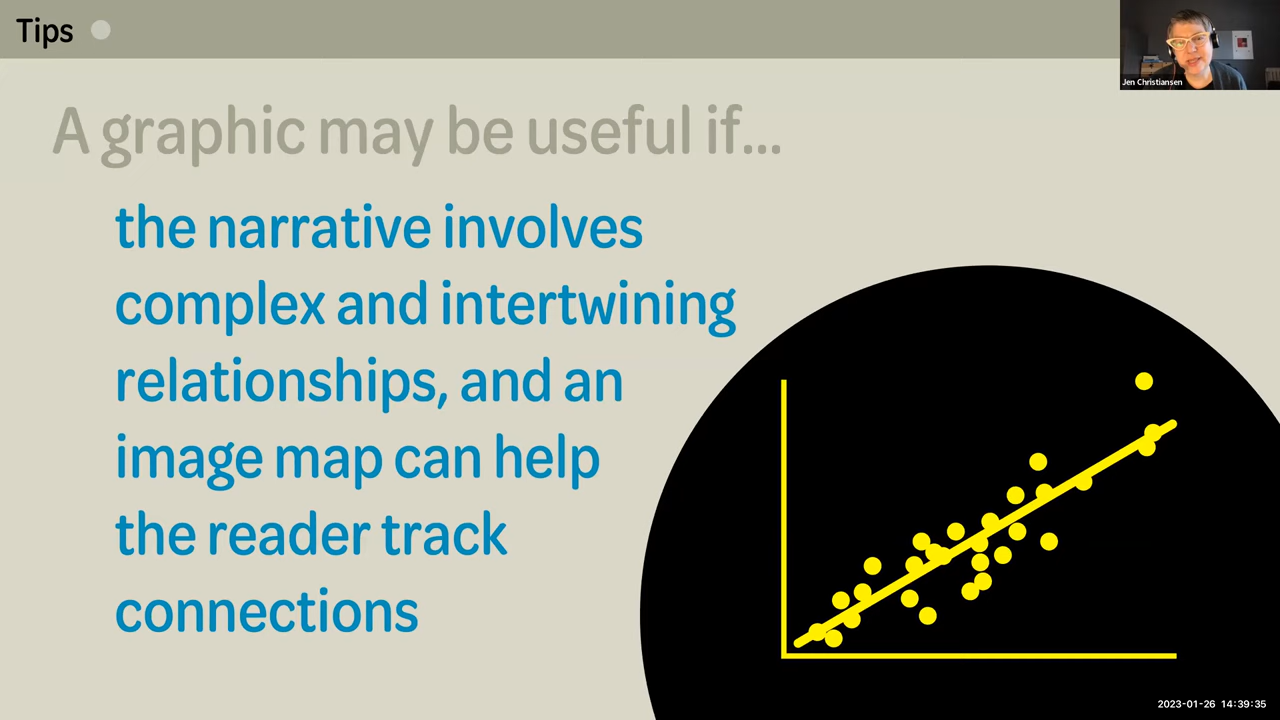 Tips
Jen Christiansen
A graphic may be useful if...
the narrative involves
complex and intertwining
relationships, and an
image map can help
the reader track
connections
2023-01-26 14:39:35